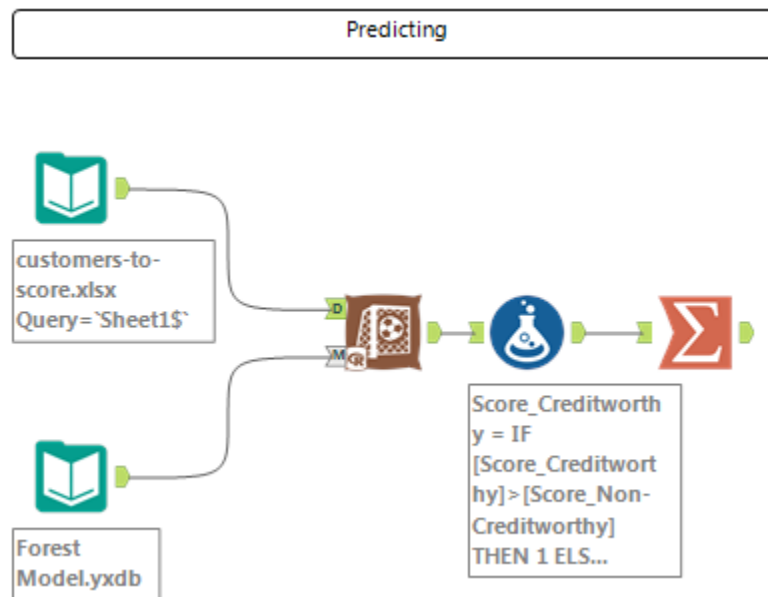 Predicting
customers-to-
score.xlsx
Query=`Sheet1$`
D
M
R
Score_Creditworth
y = IF
[Score_Creditwort
hy]>[Score_Non-
Creditworthy]
THEN 1 ELS...
Forest
Model.yxdb